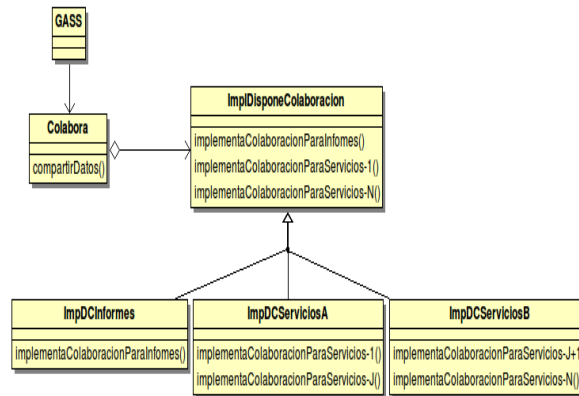 GASS
Colabora
compartirDatos()
ImplDisponeColaboracion
implementaColaboracionParaInfomes()
implementaColaboracionParaServicios-1()
implementaColaboracionParaServicios-N()
ImpDCInformes
implementaColaboracionParaInfomes()
ImpDCServiciosA
implementaColaboracionParaServicios-1()
implementaColaboracionParaServicios-J()
ImpDCServiciosB
implementaColaboracionParaServicios-J+1
implementaColaboracionParaServicios-N()